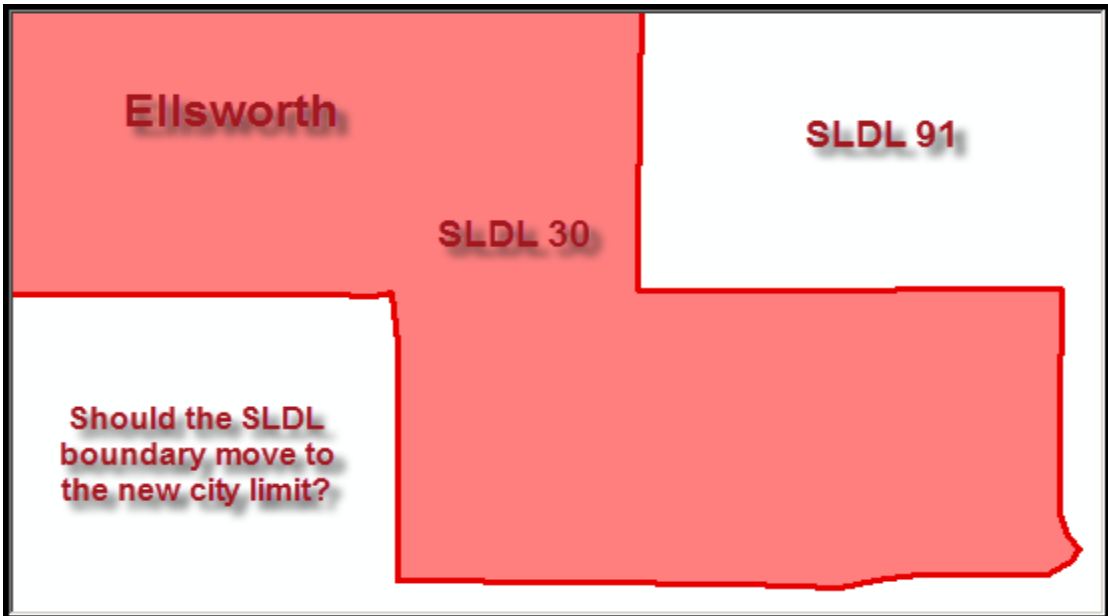 Ellsworth
SLDL 91
SLDL 30
Should the SLDL
boundary move to
the new city limit?